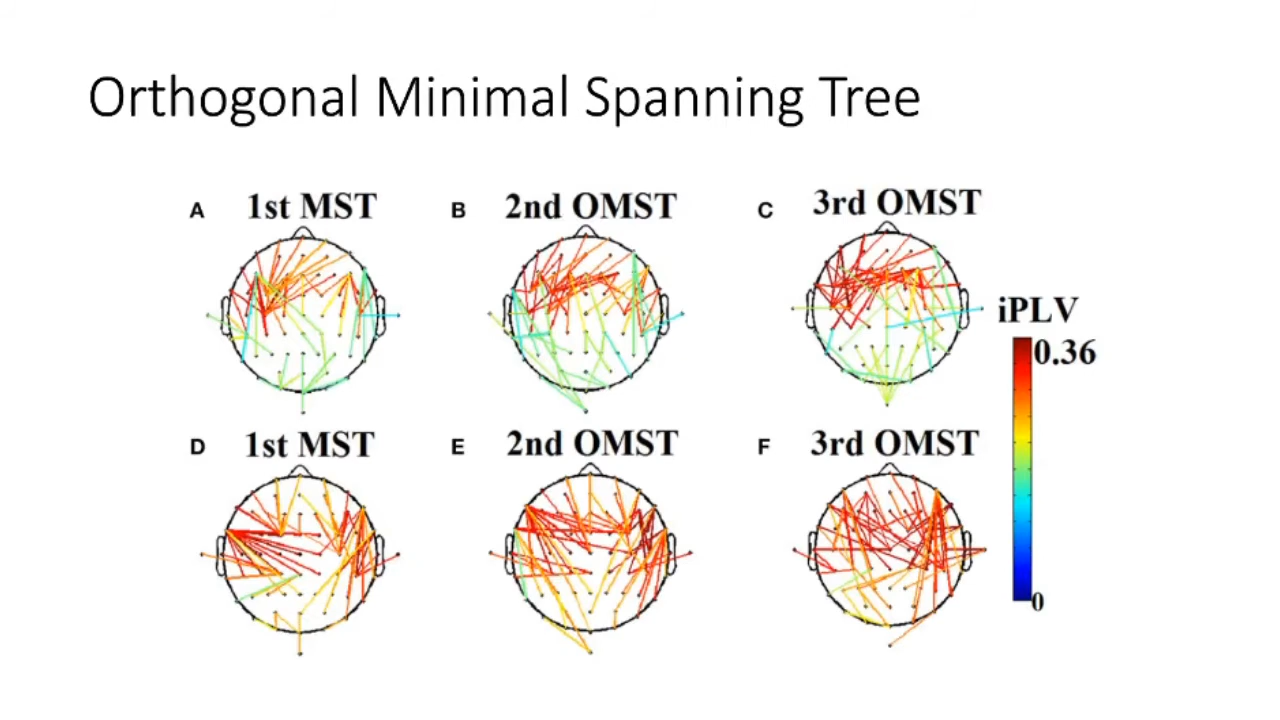 Orthogonal Minimal Spanning Tree
A 1st MST B 2nd OMST C 3rd OMST
iPLV
0.36
D 1st MST E 2nd OMST F 3rd OMST
0